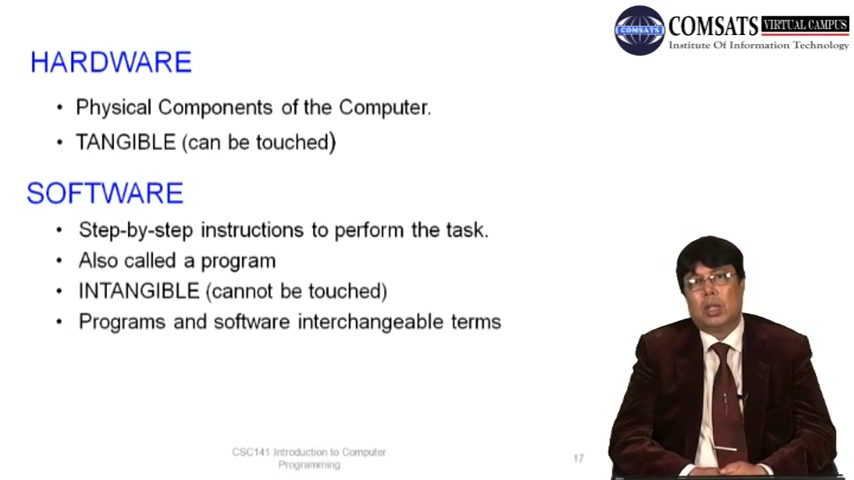 COMSATS VIRTUAL CAMPUS
COMSATS
Institute Of Information Technology
HARDWARE
• Physical Components of the Computer.
• TANGIBLE (can be touched)
SOFTWARE
• Step-by-step instructions to perform the task.
• Also called a program
• INTANGIBLE (cannot be touched)
• Programs and software interchangeable terms
CSC141 Introduction to Computer
Programming
17